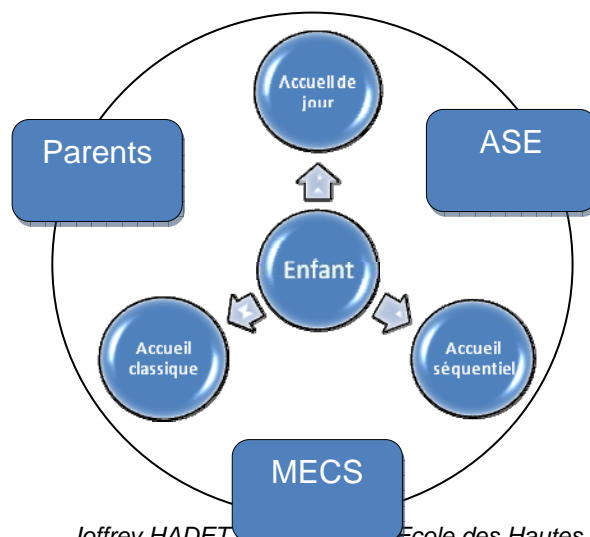 Accueil de
jour
Parents
ASE
Enfant
Accueil
classique
Accueil
séquentiel
MECS
Joffrey HADET
Ecole des Hautes